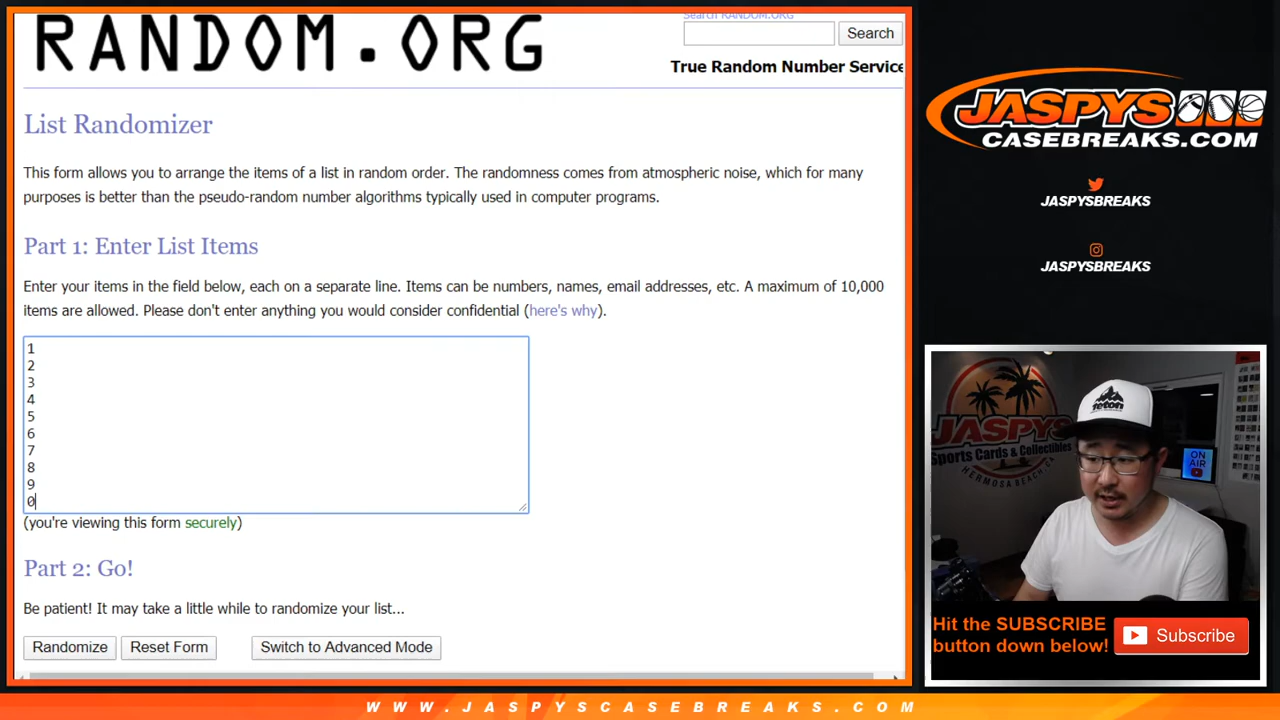 RANDOM.ORG
Search RANDOM.ORG
Search
True Random Number Service
List Randomizer
This form allows you to arrange the items of a list in random order. The randomness comes from atmospheric noise, which for many
purposes is better than the pseudo-random number algorithms typically used in computer programs.
Part 1: Enter List Items
Enter your items in the field below, each on a separate line. Items can be numbers, names, email addresses, etc. A maximum of 10,000
items are allowed. Please don't enter anything you would consider confidential (here's why).
1
2
3
4
5
6
7
8
9
0
(you're viewing this form securely)
Part 2: Go!
Be patient! It may take a little while to randomize your list...
Randomize
Reset Form
Switch to Advanced Mode
JASPYS
CASEBREAKS.COM
JASPYSBREAKS
JASPYSBREAKS
JASPYS
Sports Cards & Collectibles
HERMOSA BEACH, CA
TETON
ON
AIR
Hit the SUBSCRIBE
button down below!
Subscribe
WWW.JASPYSCASEBREAKS.COM